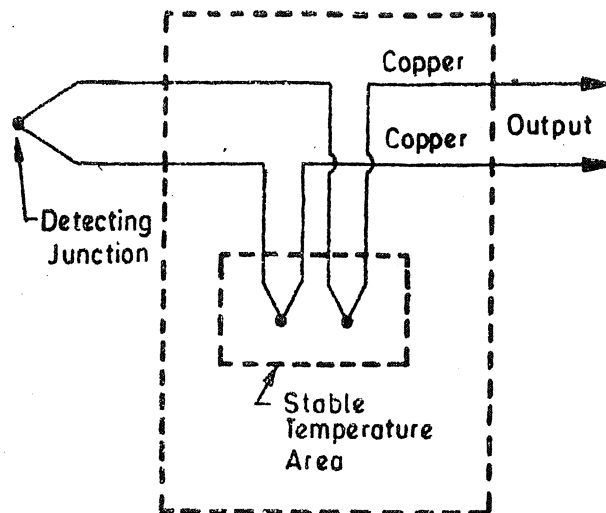 Copper
Copper
Output
Detecting
Junction
Stable
Temperature
Area